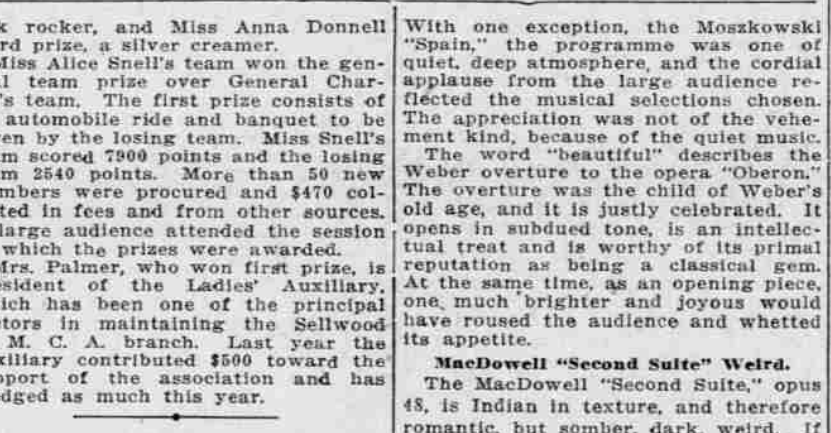 k rocker, and Miss Anna Donnell
rd prize, a silver creamer.
Miss Alice Snell's team won the gen-
l team prize over General Char-
's team. The first prize consists of
automobile ride and banquet to be
en by the losing team. Miss Snell's
m scored 7900 points and the losing
m 2540 points. More than 50 new
mbers were procured and $470 col-
ted in fees and from other sources.
large audience attended the session
which the prizes were awarded.
Mrs. Palmer, who won first prize, is
esident of the Ladies' Auxiliary,
ich has been one of the principal
tors in maintaining the Sellwood
M. C. A. branch. Last year the
xiliary contributed $500 toward the
pport of the association and has
dged as much this year.
With one exception, the Moszkowski
"Spain," the programme was one of
quiet, deep atmosphere, and the cordial
applause from the large audience re-
flected the musical selections chosen.
The appreciation was not of the vehe-
ment kind, because of the quiet music.
The word "beautiful" describes the
Weber overture to the opera "Oberon."
The overture was the child of Weber's
old age, and it is justly celebrated. It
opens in subdued tone, is an intellec-
tual treat and is worthy of its primal
reputation as being a classical gem.
At the same time, as an opening piece,
one, much brighter and joyous would
have roused the audience and whetted
its appetite.
MacDowell "Second Suite" Weird.
The MacDowell "Second Suite," opus
48, is Indian in texture, and therefore
romantic, but somber, dark, weird. If